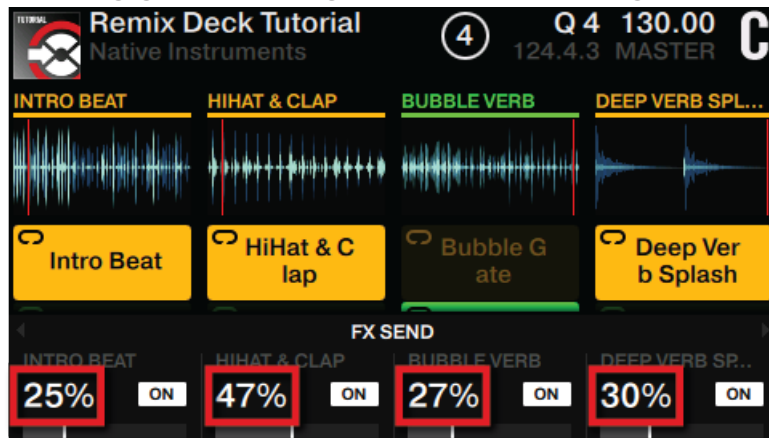 TUTORIAL
Remix Deck Tutorial
Native Instruments
4
Q 4 130.00
124.4.3 MASTER
C
INTRO BEAT
HIHAT & CLAP
BUBBLE VERB
DEEP VERB SPL...
Intro Beat
HiHat & C
lap
Bubble G
ate
Deep Ver
b Splash
FX SEND
INTRO BEAT
HIHAT & CLAP
BUBBLE VERB
DEEP VERB SP...
25% ON
47% ON
27% ON
30% ON